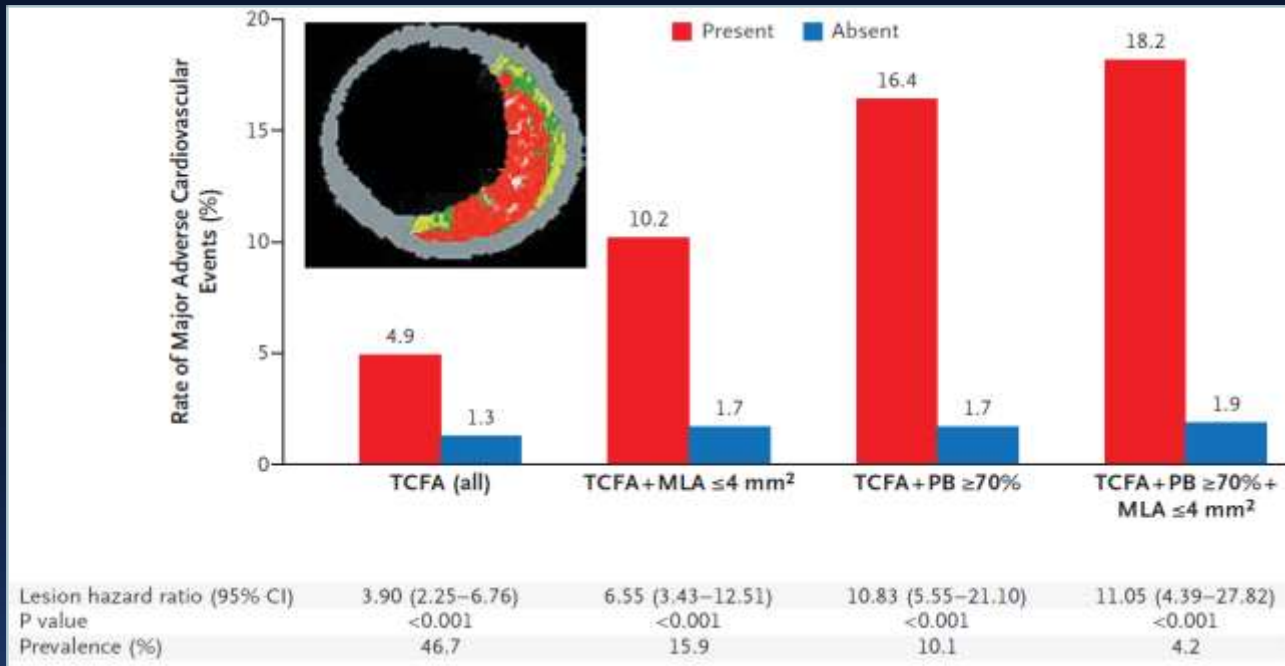 Rate of Major Adverse Cardiovascular
Events (%)
20
15
10
5
0
Present Absent
4.9
1.3
10.2
1.7
16.4
1.7
18.2
1.9
TCFA (all) TCFA+MLA ≤4 mm² TCFA+PB ≥70% TCFA+PB ≥70%+
MLA ≤4 mm²
Lesion hazard ratio (95% CI) 3.90 (2.25–6.76) 6.55 (3.43–12.51) 10.83 (5.55–21.10) 11.05 (4.39–27.82)
P value <0.001 <0.001 <0.001 <0.001
Prevalence (%) 46.7 15.9 10.1 4.2